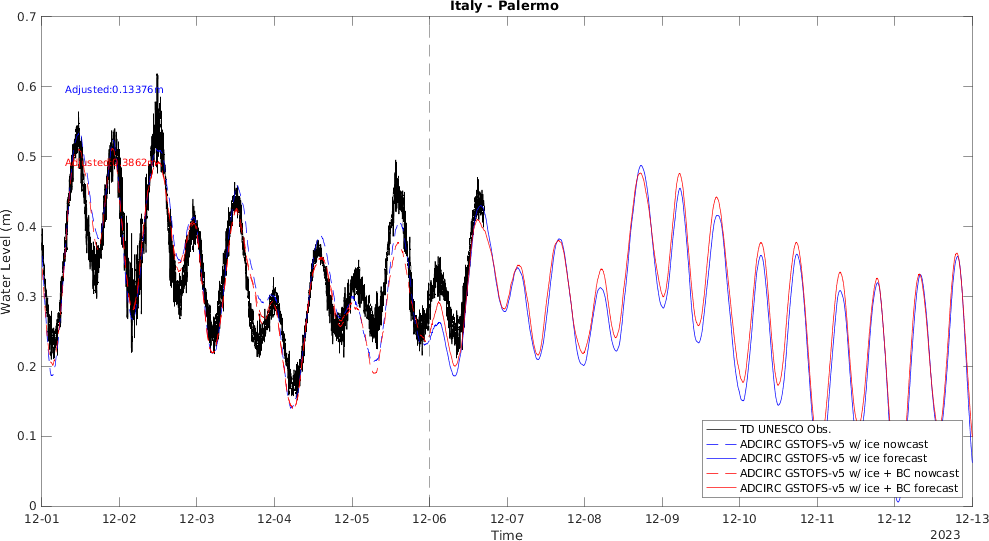 Italy - Palermo
Water Level (m)
0.7
0.6
0.5
0.4
0.3
0.2
0.1
0
Adjusted:0.13376m
Adjusted: 3862m
TD UNESCO Obs.
ADCIRC GSTOFS-v5 w/ ice nowcast
ADCIRC GSTOFS-v5 w/ ice forecast
ADCIRC GSTOFS-v5 w/ ice + BC nowcast
ADCIRC GSTOFS-v5 w/ ice + BC forecast
12-01 12-02 12-03 12-04 12-05 12-06 12-07 12-08 12-09 12-10 12-11 12-12 12-13
Time
2023